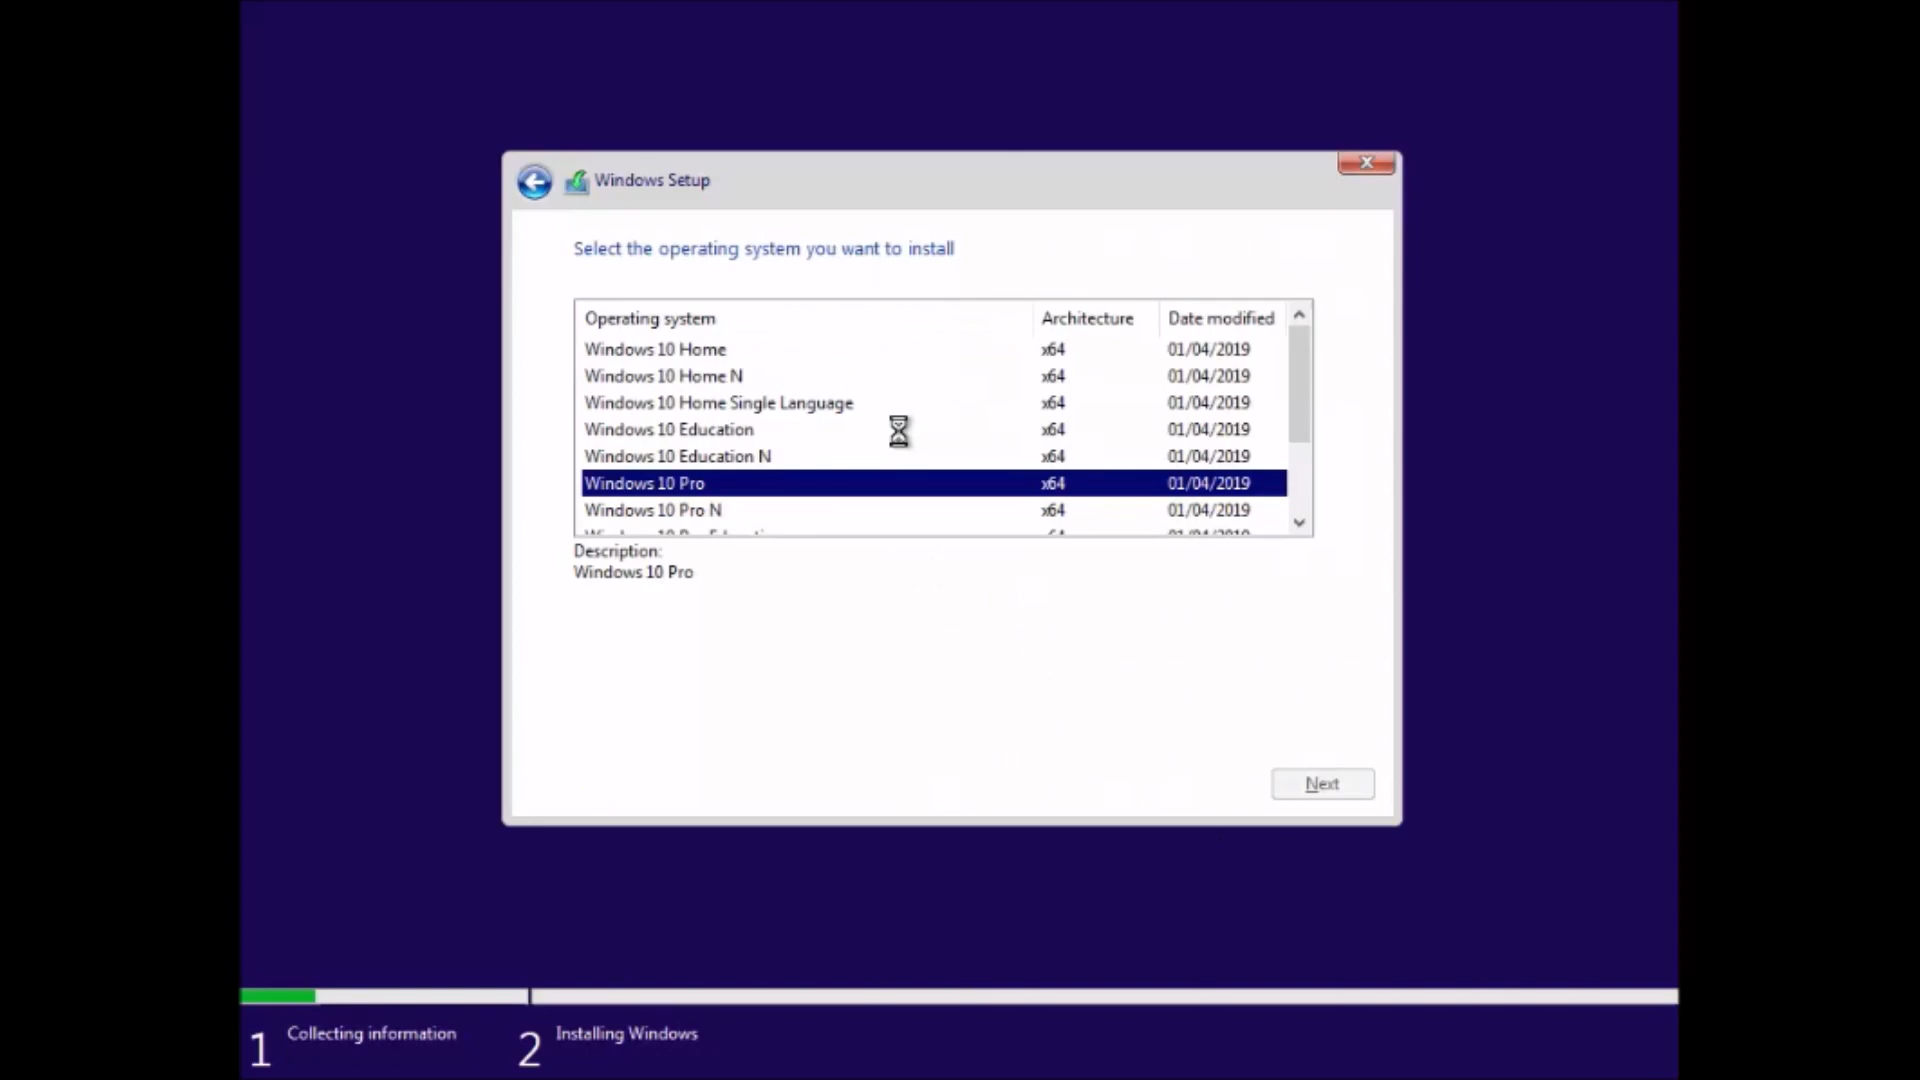 Windows Setup
Select the operating system you want to install
Operating system Architecture Date modified
Windows 10 Home x64 01/04/2019
Windows 10 Home N x64 01/04/2019
Windows 10 Home Single Language x64 01/04/2019
Windows 10 Education x64 01/04/2019
Windows 10 Education N x64 01/04/2019
Windows 10 Pro x64 01/04/2019
Windows 10 Pro N x64 01/04/2019
Description:
Windows 10 Pro
Next
1 Collecting information 2 Installing Windows